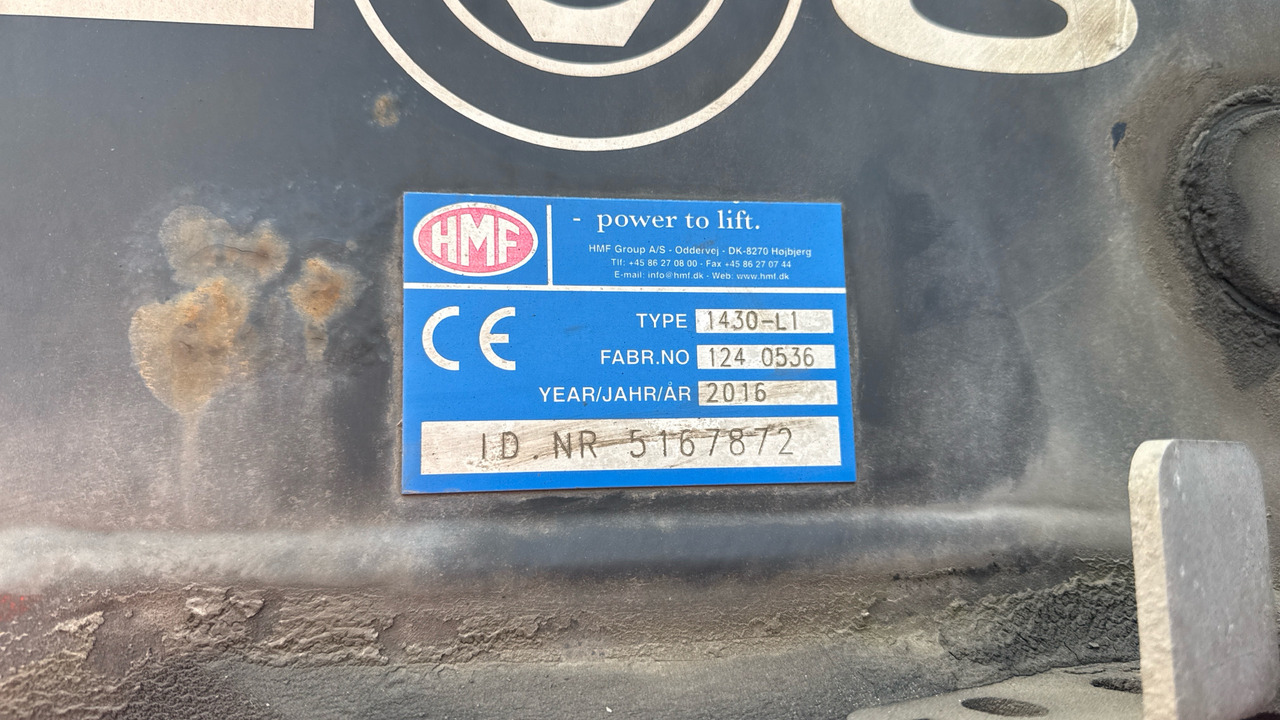 HMF
- power to lift.
HMF Group A/S - Oddervej - DK-8270 Højbjerg
Tlf: +45 86 27 08 00 - Fax +45 86 27 07 44
E-mail: info@hmf.dk - Web: www.hmf.dk
CE
TYPE 1430-L1
FABR.NO 124 0536
YEAR/JAHR/ÅR 2016
ID.NR 5167872